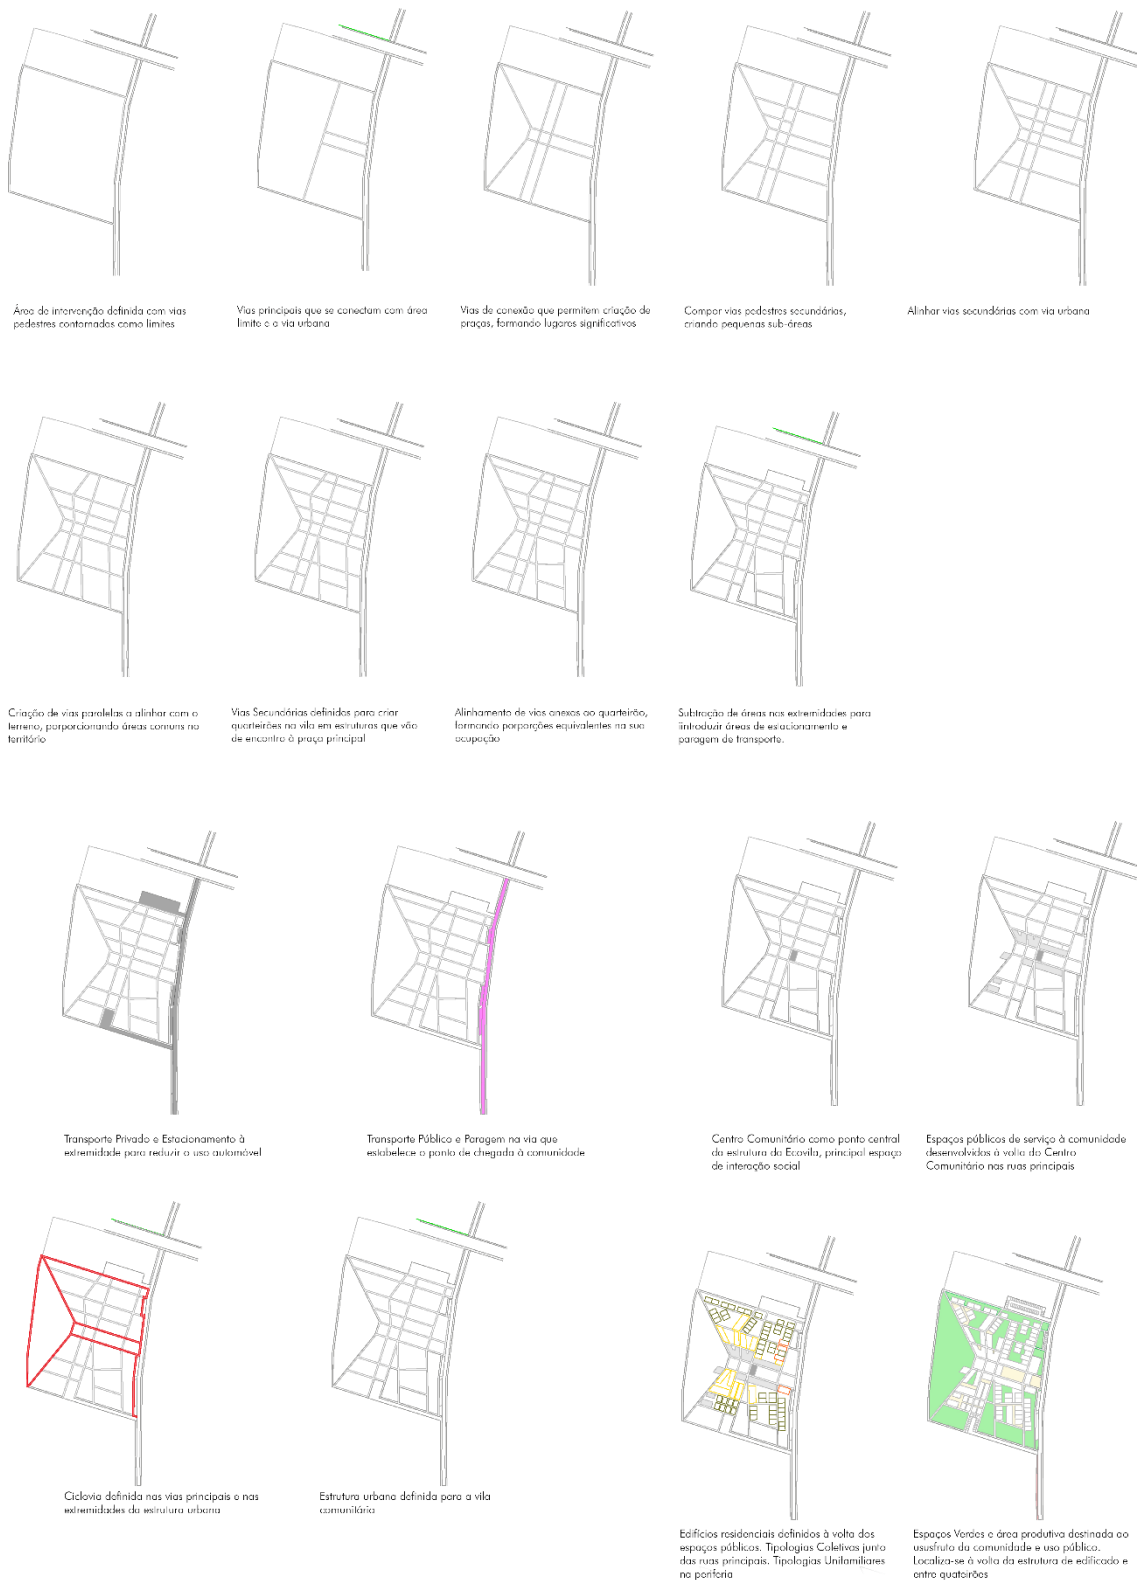 Área de intervenção definida com vias
pedestres contornadas como limites
Vias principais que se conectam com área
limite e a via urbana
Vias de conexão que permitem criação de
praças, formando lugares significativos
Compor vias pedestres secundárias,
criando pequenas sub-áreas
Alinhar vias secundárias com via urbana
Criação de vias paralelas a alinhar com o
terreno, porporcionando áreas comuns no
território
Vias Secundárias definidas para criar
quarteirões na vila em estruturas que vão
de encontro à praça principal
Alinhamento de vias anexas ao quarteirão,
formando porporções equivalentes na sua
ocupação
Subtração de áreas nas extremidades para
iintroduzir áreas de estacionamento e
paragem de transporte.
Transporte Privado e Estacionamento à
extremidade para reduzir o uso automóvel
Transporte Público e Paragem na via que
estabelece o ponto de chegada à comunidade
Centro Comunitário como ponto central
da estrutura da Ecovila, principal espaço
de interação social
Espaços públicos de serviço à comunidade
desenvolvidos à volta do Centro
Comunitário nas ruas principais
Ciclovia definida nas vias principais e nas
extremidades da estrutura urbana
Estrutura urbana definida para a vila
comunitária
Edifícios residenciais definidos à volta dos
espaços públicos. Tipologias Coletivas junto
das ruas principais. Tipologias Unifamiliares
na periferia
Espaços Verdes e área produtiva destinada ao
ususfruto da comunidade e uso público.
Localiza-se à volta da estrutura de edificado e
entre quateirões